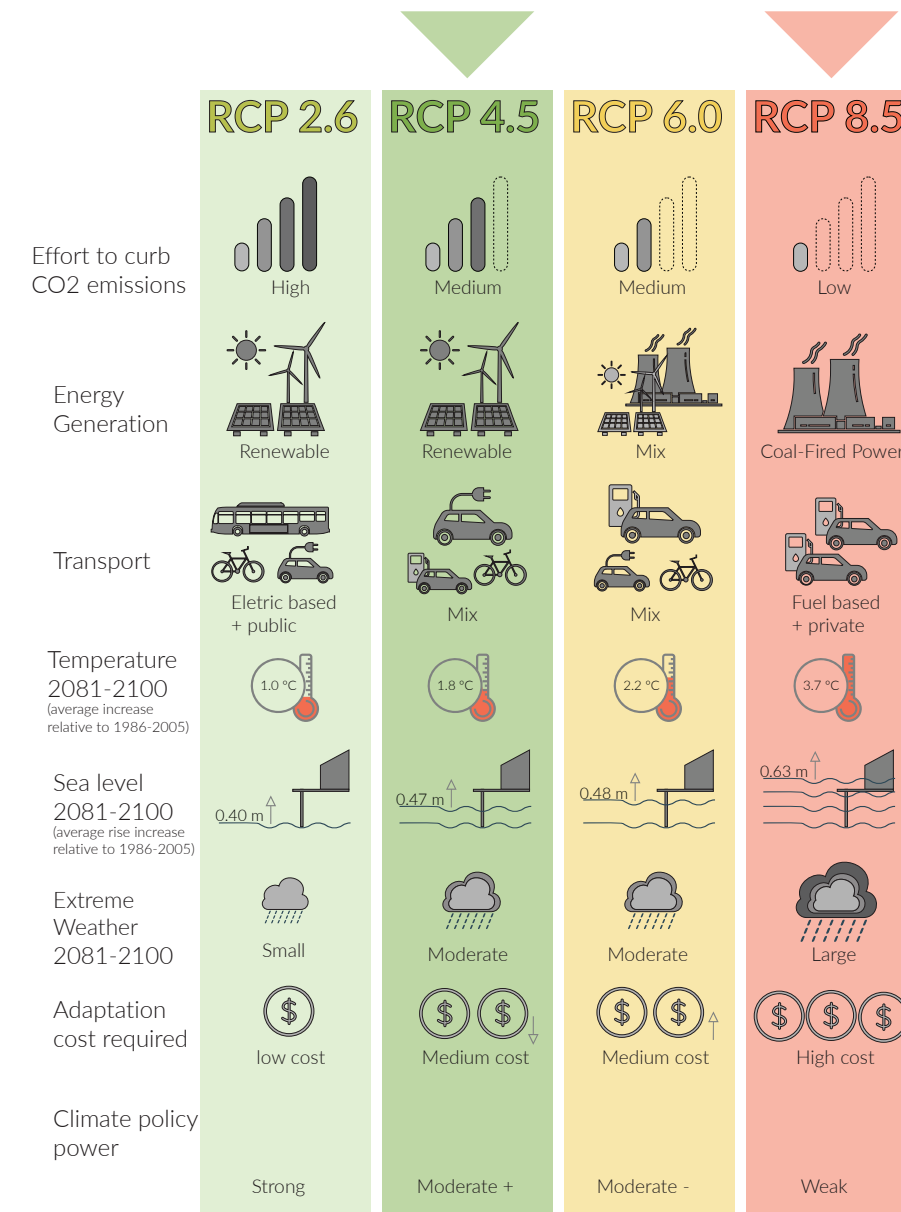 RCP 2.6
RCP 4.5
RCP 6.0
RCP 8.5
Effort to curb
CO2 emissions
High
Medium
Medium
Low
Energy
Generation
Renewable
Renewable
Mix
Coal-Fired Power
Transport
Eletric based
+ public
Mix
Mix
Fuel based
+ private
Temperature
2081-2100
(average increase
relative to 1986-2005)
1.0 ºC
1.8 ºC
2.2 ºC
3.7 ºC
Sea level
2081-2100
(average rise increase
relative to 1986-2005)
0.40 m
0.47 m
0.48 m
0.63 m
Extreme
Weather
2081-2100
Small
Moderate
Moderate
Large
Adaptation
cost required
$
$ $
$ $
$ $ $
low cost
Medium cost
Medium cost
High cost
Climate policy
power
Strong
Moderate +
Moderate -
Weak